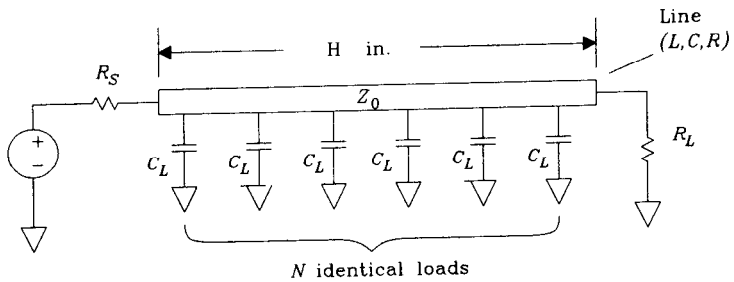 Line
(L,C,R)
H in.
R_S
Z_0
+
−
C_L C_L C_L C_L C_L C_L
R_L
N identical loads